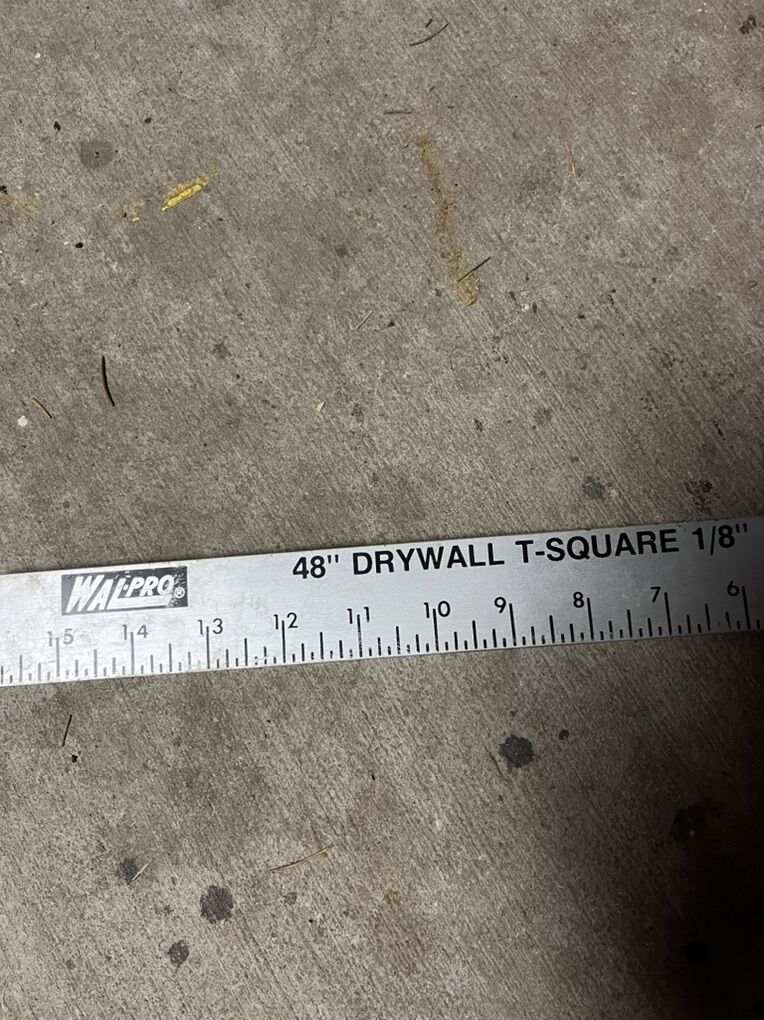 48" DRYWALL T-SQUARE 1/8"
WAL-PRO®
15 14 13 12 11 10 9 8 7 6